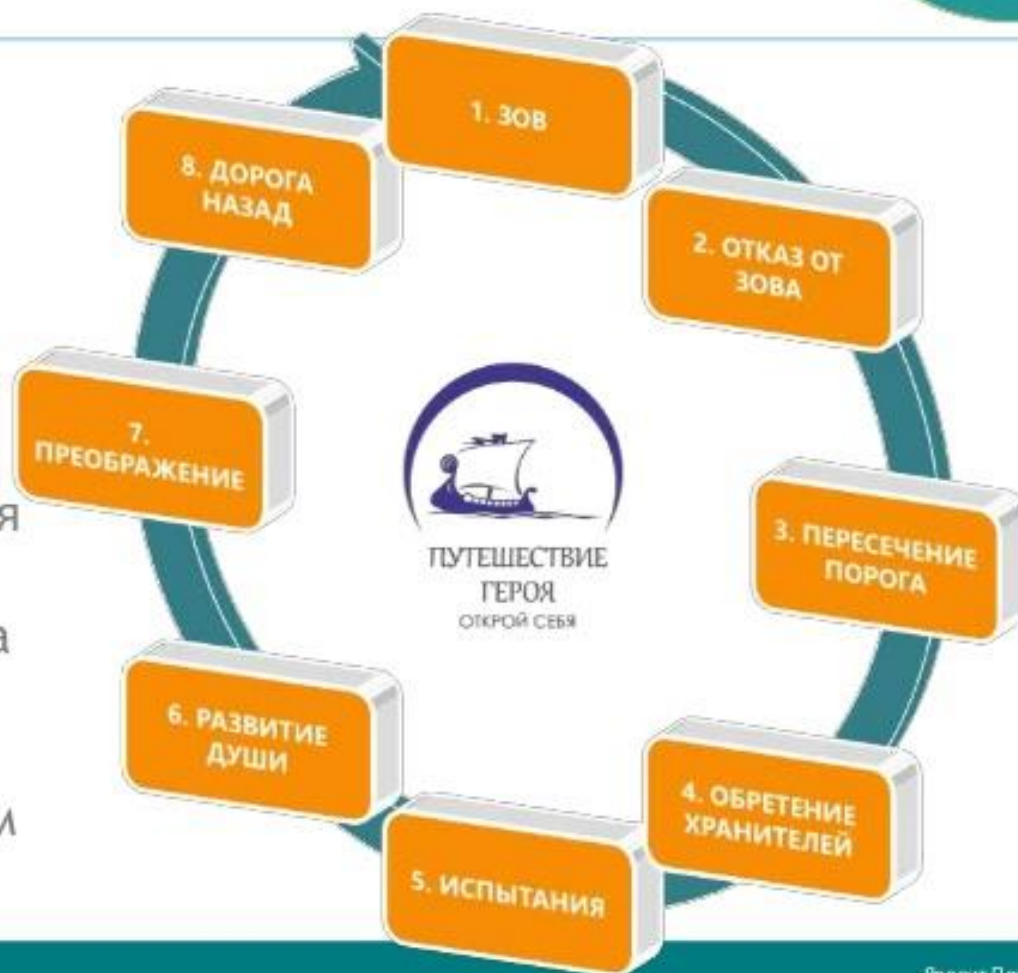 1. ЗОВ
2. ОТКАЗ ОТ
ЗОВА
3. ПЕРЕСЕЧЕНИЕ
ПОРОГА
4. ОБРЕТЕНИЕ
ХРАНИТЕЛЕЙ
5. ИСПЫТАНИЯ
6. РАЗВИТИЕ
ДУШИ
7.
ПРЕОБРАЖЕНИЕ
8. ДОРОГА
НАЗАД
ПУТЕШЕСТВИЕ
ГЕРОЯ
ОТКРОЙ СЕБЯ